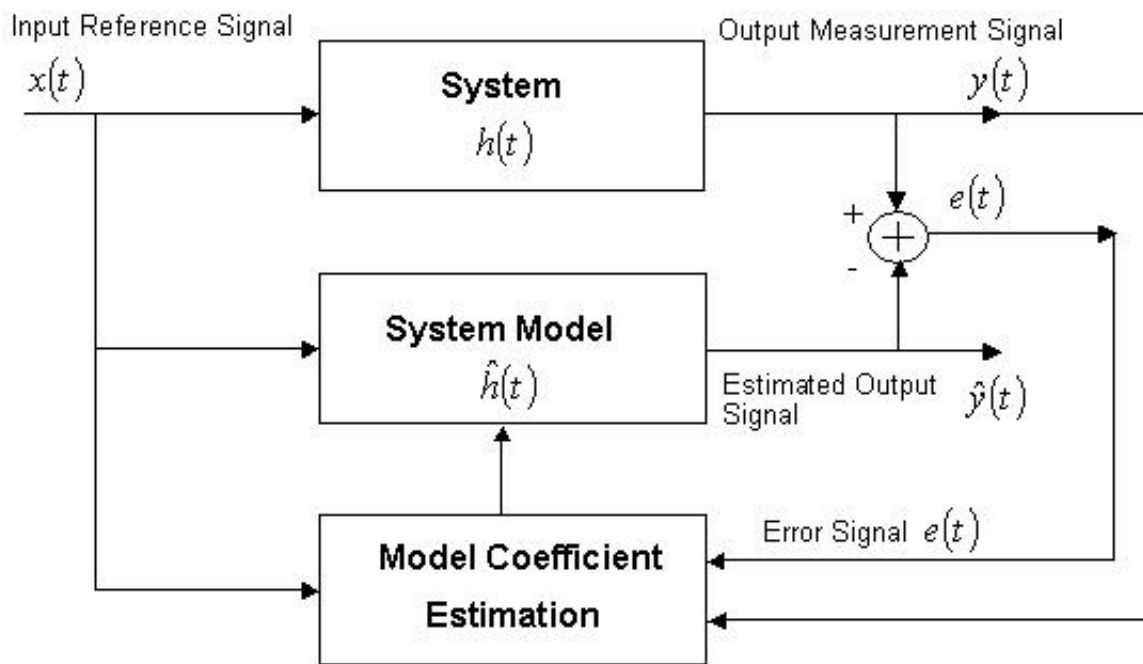 Input Reference Signal
Output Measurement Signal
x(t)
System
h(t)
y(t)
+
e(t)
+
-
System Model
ĥ(t)
Estimated Output
Signal
ŷ(t)
Model Coefficient
Estimation
Error Signal e(t)